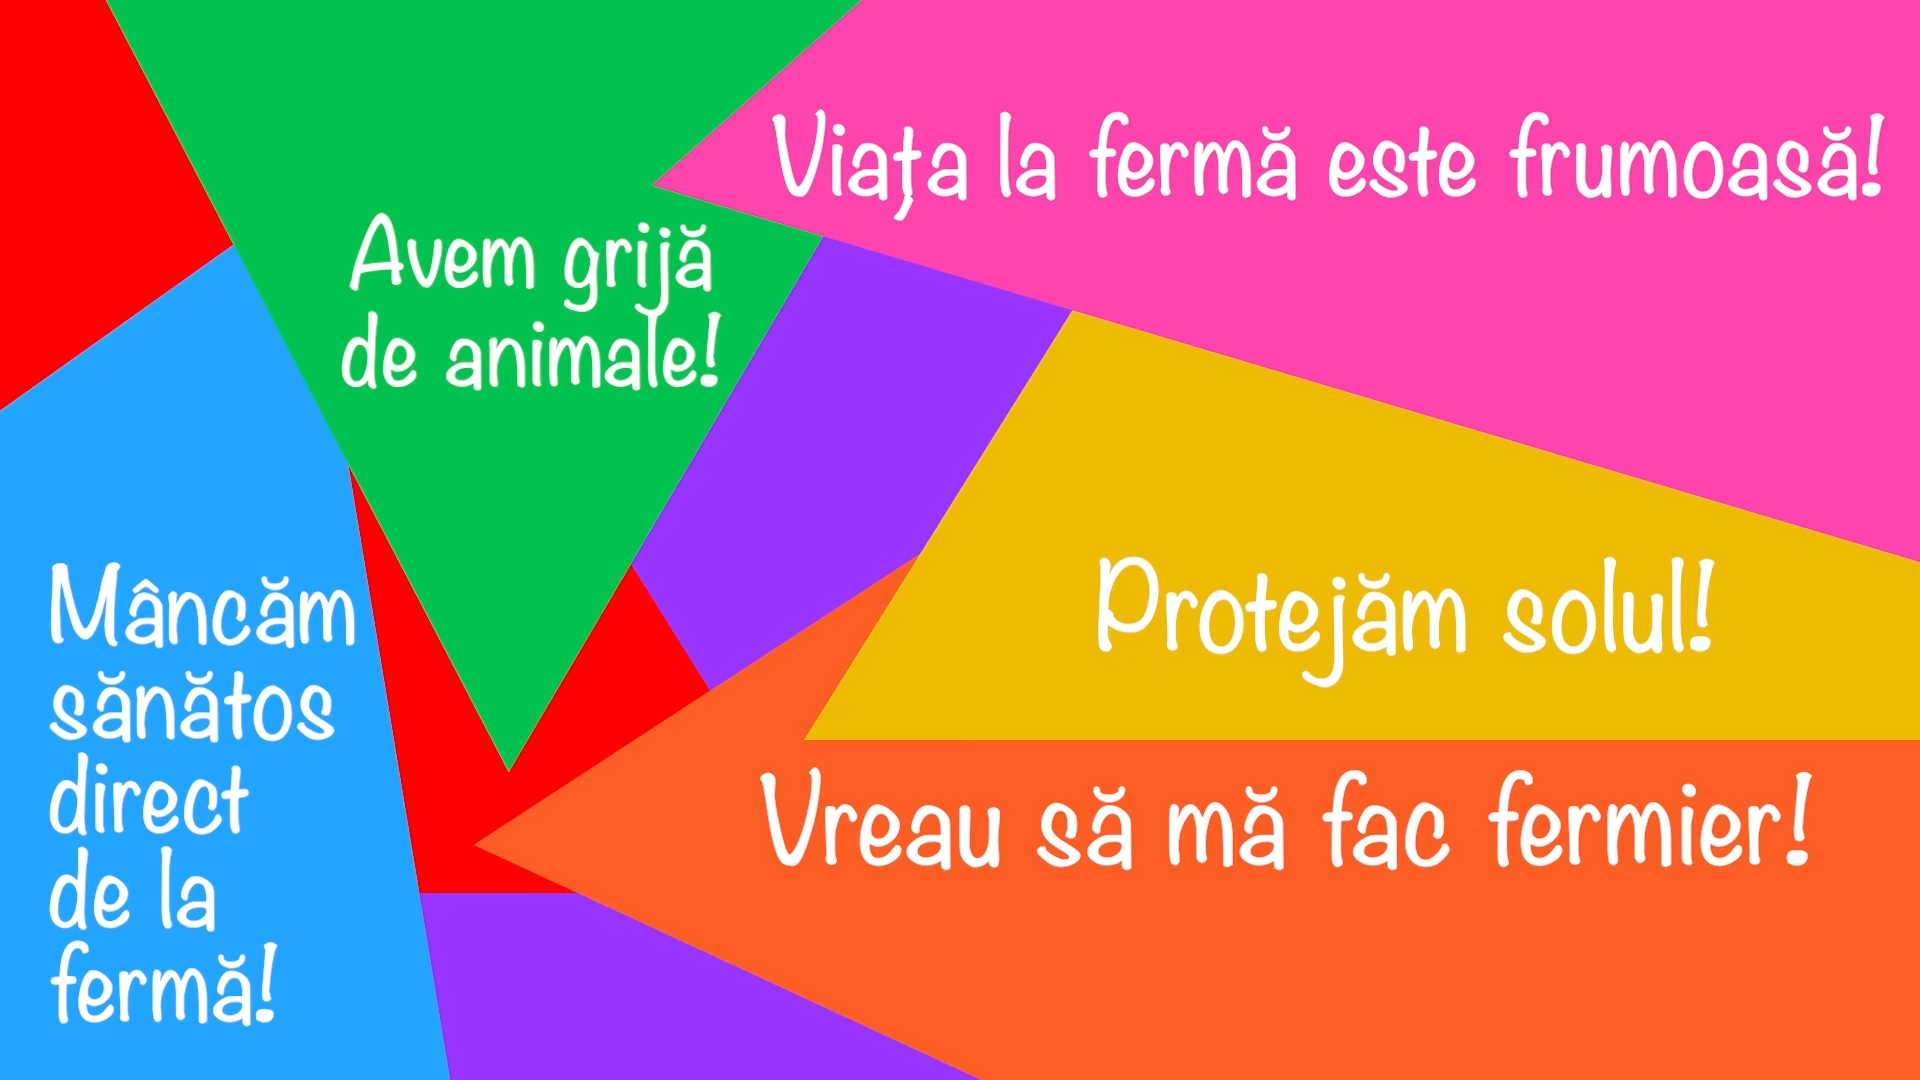 Viața la fermă este frumoasă!
Avem grijă
de animale!
Mâncăm
sănătos
direct
de la
fermă!
Protejăm solul!
Vreau să mă fac fermier!